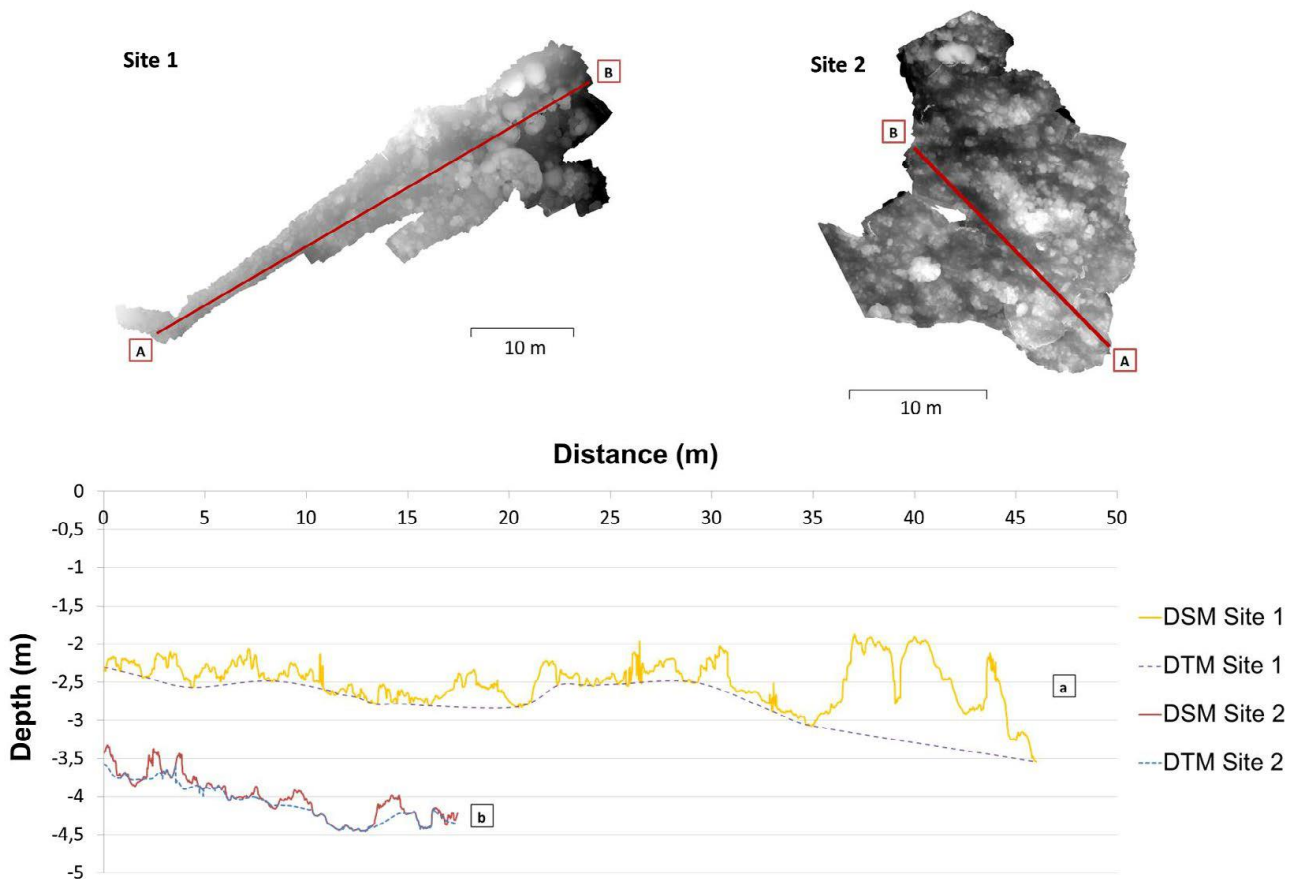 Site 1
Site 2
B
B
A
A
10 m
10 m
Distance (m)
0
0 5 10 15 20 25 30 35 40 45 50
-0,5
-1
-1,5
-2
-2,5
-3
-3,5
-4
-4,5
-5
Depth (m)
a
b
DSM Site 1
DTM Site 1
DSM Site 2
DTM Site 2